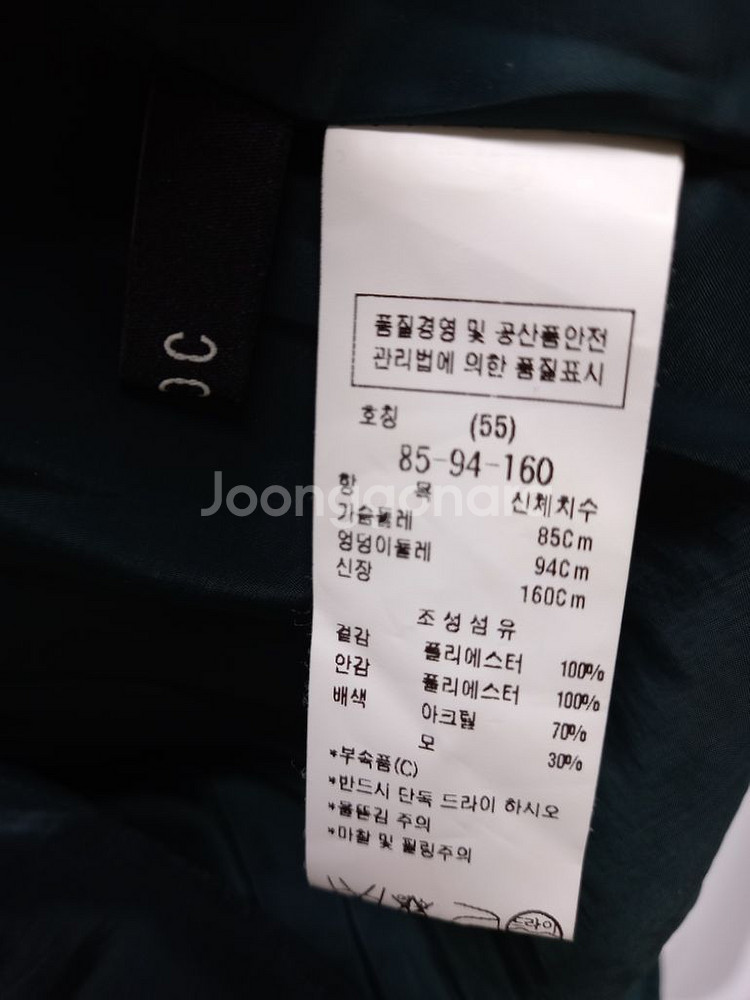 품질경영 및 공산품안전
관리법에 의한 품질표시
호칭 (55)
85-94-160
항 목 신체치수
가슴둘레 85Cm
엉덩이둘레 94Cm
신장 160Cm
조성섬유
겉감 폴리에스터 100%
안감 폴리에스터 100%
배색 아크릴 70%
모 30%
*부속품(C)
*반드시 단독 드라이 하시오
*올뜯김 주의
*마찰 및 필링주의
드라이
Joonggonara